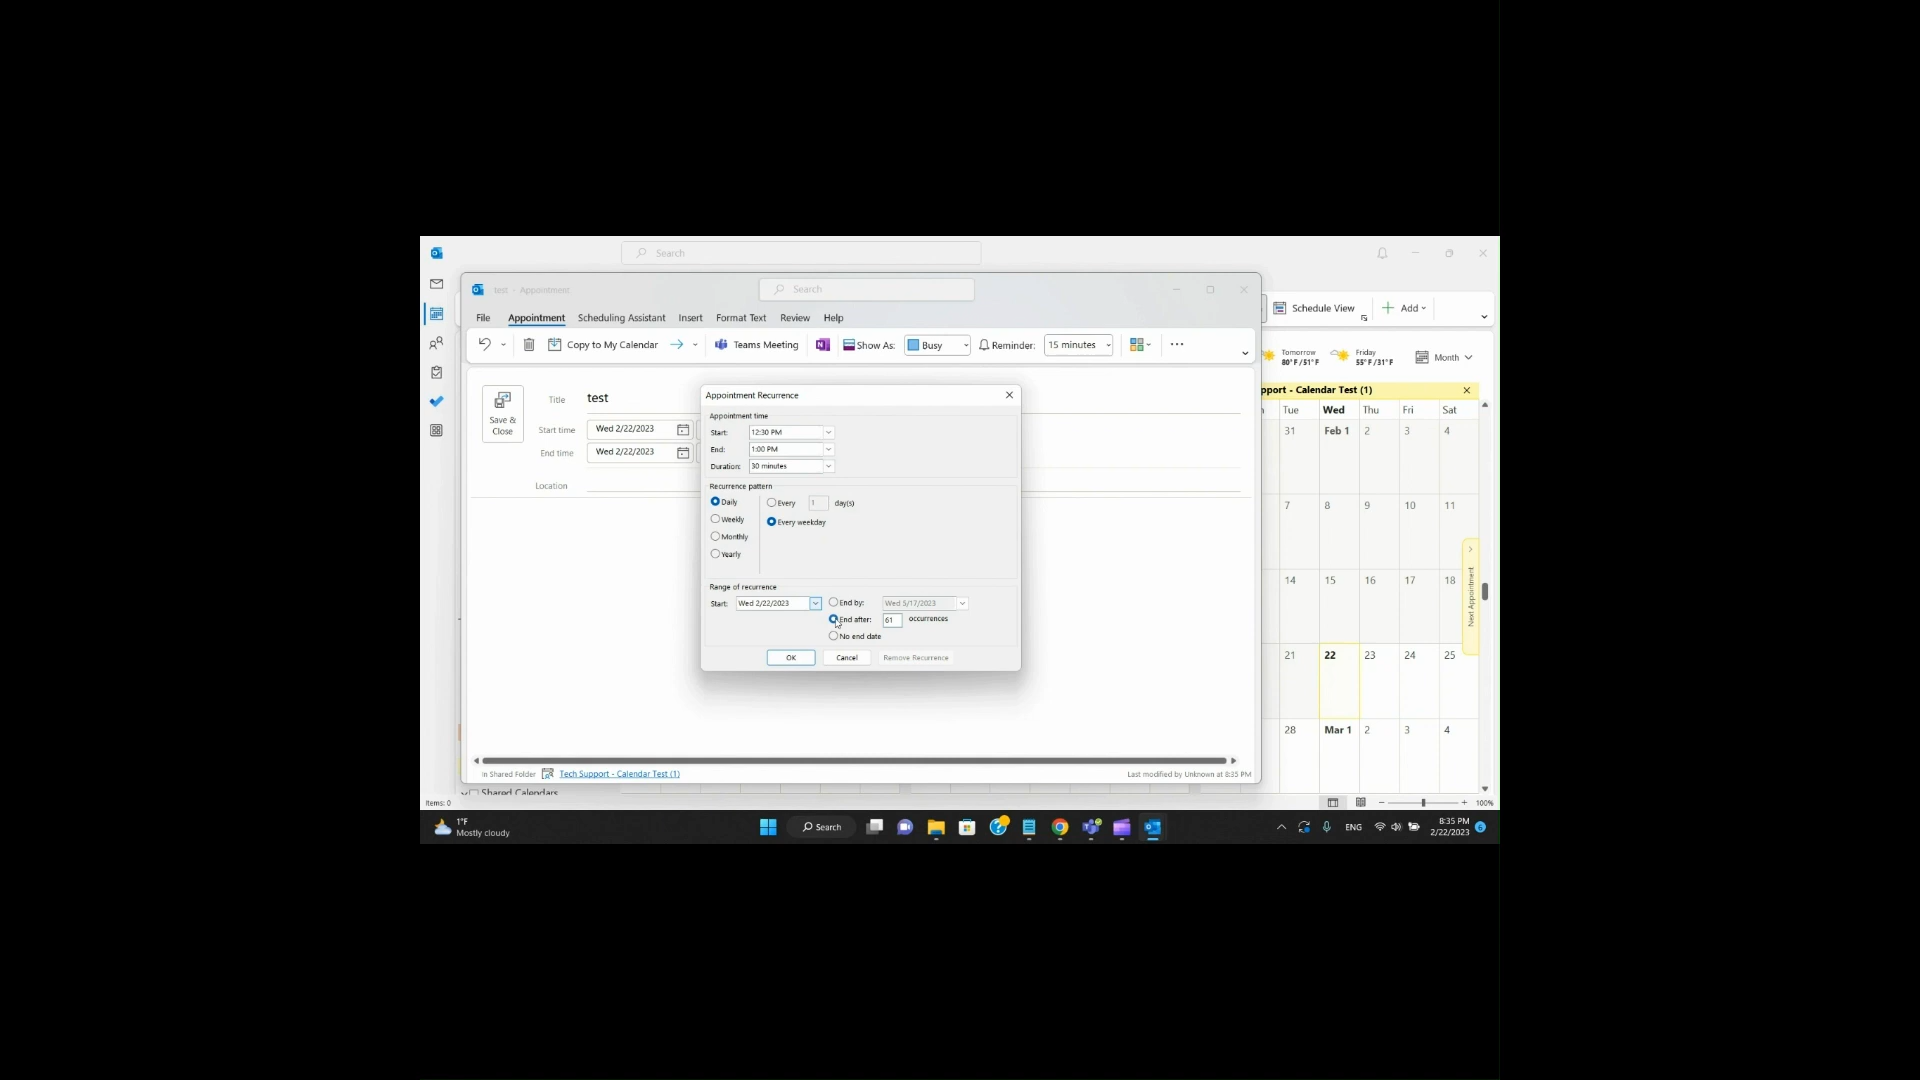 Search
test - Appointment
Search
File Appointment Scheduling Assistant Insert Format Text Review Help
Schedule View
Add
Copy to My Calendar
Teams Meeting
Show As:
Busy
Reminder:
15 minutes
Tomorrow
80°F/51°F
Friday
55°F/31°F
Month
Save &
Close
Title test
Start time Wed 2/22/2023
End time Wed 2/22/2023
Location
Appointment Recurrence
Appointment time
Start: 12:30 PM
End: 1:00 PM
Duration: 30 minutes
Recurrence pattern
Daily
Weekly
Monthly
Yearly
Every 1 day(s)
Every weekday
Range of recurrence
Start: Wed 2/22/2023
End by: Wed 5/17/2023
End after: 61 occurrences
No end date
OK Cancel Remove Recurrence
pport - Calendar Test (1)
Tue Wed Thu Fri Sat
31 Feb 1 2 3 4
7 8 9 10 11
14 15 16 17 18
21 22 23 24 25
28 Mar 1 2 3 4
Next Appointment
In Shared Folder Tech Support - Calendar Test (1)
Last modified by Unknown at 8:35 PM
Shared Calendars
Items: 0
100%
1°F
Mostly cloudy
Search
ENG
8:35 PM
2/22/2023
6